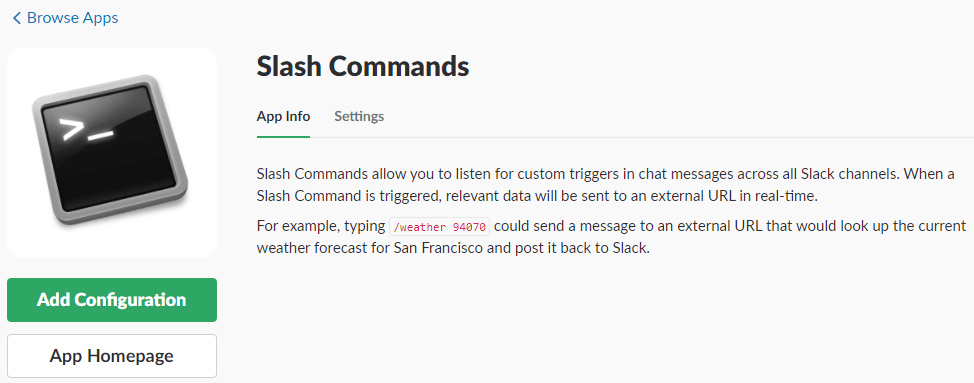 Browse Apps
Slash Commands
App Info
Settings
Slash Commands allow you to listen for custom triggers in chat messages across all Slack channels. When a
Slash Command is triggered, relevant data will be sent to an external URL in real-time.
For example, typing /weather 94070 could send a message to an external URL that would look up the current
weather forecast for San Francisco and post it back to Slack.
>_
Add Configuration
App Homepage